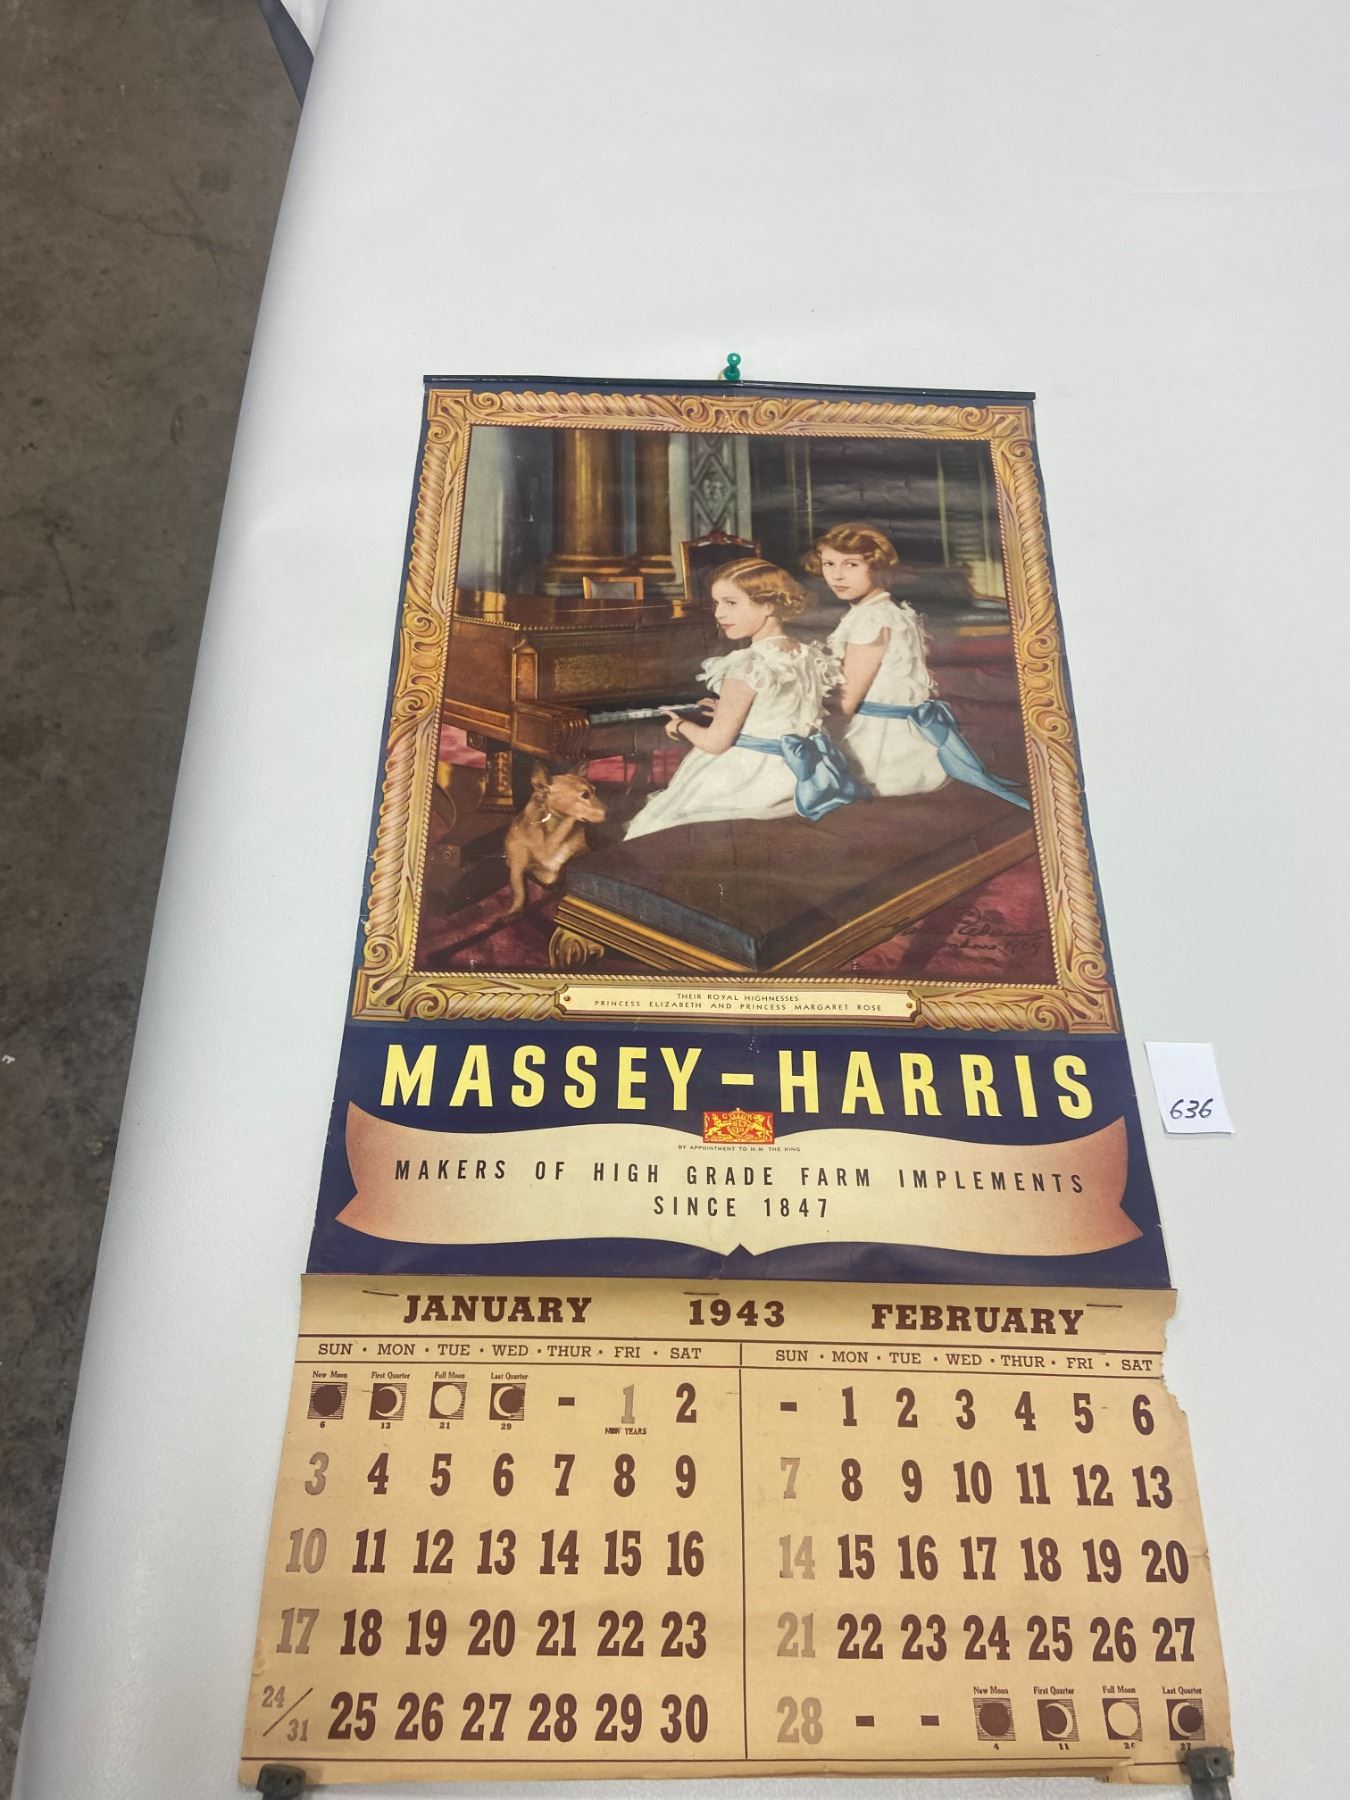 THEIR ROYAL HIGHNESSES
PRINCESS ELIZABETH AND PRINCESS MARGARET ROSE
MASSEY-HARRIS
BY APPOINTMENT TO H.M. THE KING
MAKERS OF HIGH GRADE FARM IMPLEMENTS
SINCE 1847
636
JANUARY 1943 FEBRUARY
SUN · MON · TUE · WED · THUR · FRI · SAT
New Moon First Quarter Full Moon Last Quarter
6 13 21 29 - 1 2
NEW YEARS
3 4 5 6 7 8 9
10 11 12 13 14 15 16
17 18 19 20 21 22 23
24/31 25 26 27 28 29 30
SUN · MON · TUE · WED · THUR · FRI · SAT
- 1 2 3 4 5 6
7 8 9 10 11 12 13
14 15 16 17 18 19 20
21 22 23 24 25 26 27
28 - -
New Moon First Quarter Full Moon Last Quarter
4 11 27